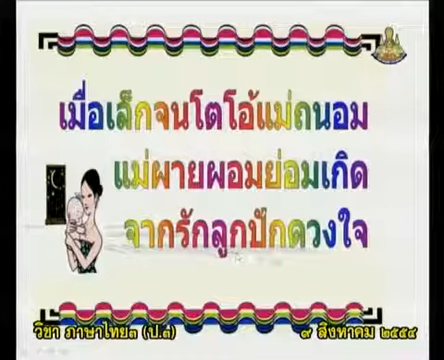 เมื่อเล็กจนโตโอ้แม่ถนอม
แม่ผายผอมย่อมเกิด
จากรักลูกปักดวงใจ
วิชา ภาษาไทย๓ (ป.๓)
๙ สิงหาคม ๒๕๕๔